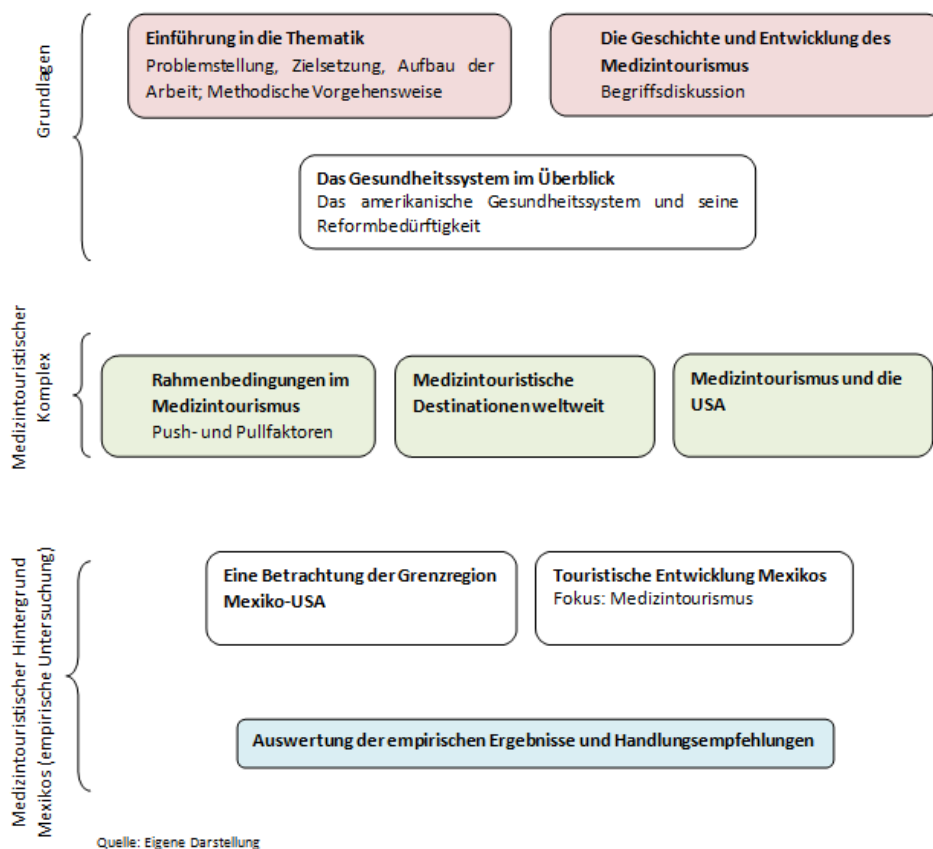 Grundlagen
Einführung in die Thematik
Problemstellung, Zielsetzung, Aufbau der
Arbeit; Methodische Vorgehensweise
Die Geschichte und Entwicklung des
Medizintourismus
Begriffsdiskussion
Das Gesundheitssystem im Überblick
Das amerikanische Gesundheitssystem und seine
Reformbedürftigkeit
Medizintouristischer
Komplex
Rahmenbedingungen im
Medizintourismus
Push- und Pullfaktoren
Medizintouristische
Destinationen weltweit
Medizintourismus und die
USA
Medizintouristischer Hintergrund
Mexikos (empirische Untersuchung)
Eine Betrachtung der Grenzregion
Mexiko-USA
Touristische Entwicklung Mexikos
Fokus: Medizintourismus
Auswertung der empirischen Ergebnisse und Handlungsempfehlungen
Quelle: Eigene Darstellung